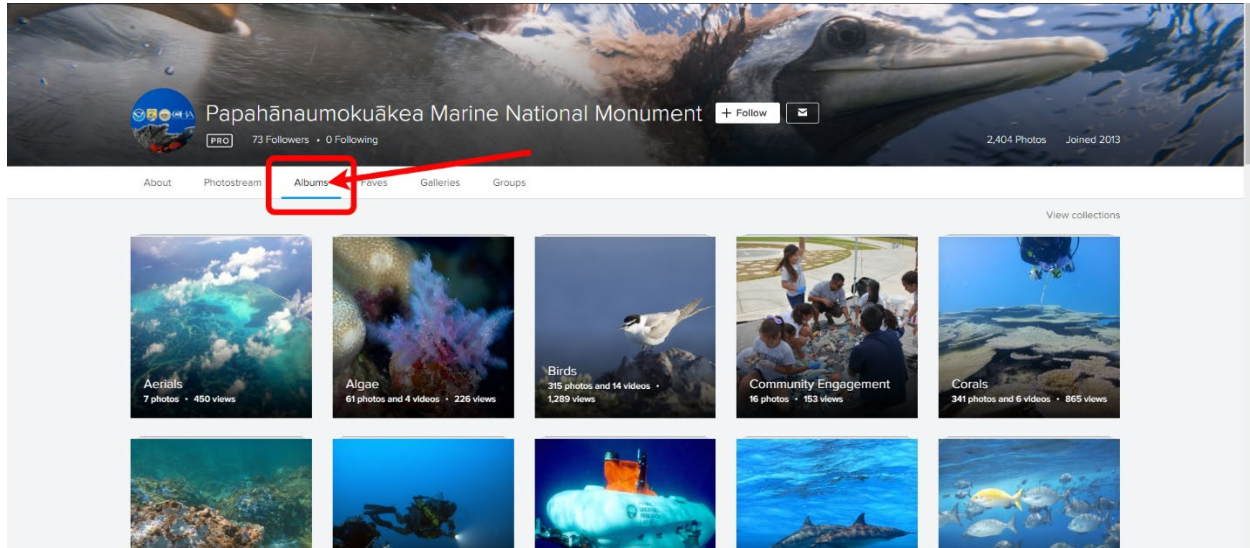 Papahānaumokuākea Marine National Monument
+ Follow
PRO
73 Followers • 0 Following
2,404 Photos
Joined 2013
About
Photostream
Albums
Faves
Galleries
Groups
View collections
Aerials
7 photos • 450 views
Algae
61 photos and 4 videos • 226 views
Birds
315 photos and 14 videos •
1,289 views
Community Engagement
16 photos • 153 views
Corals
341 photos and 6 videos • 865 views